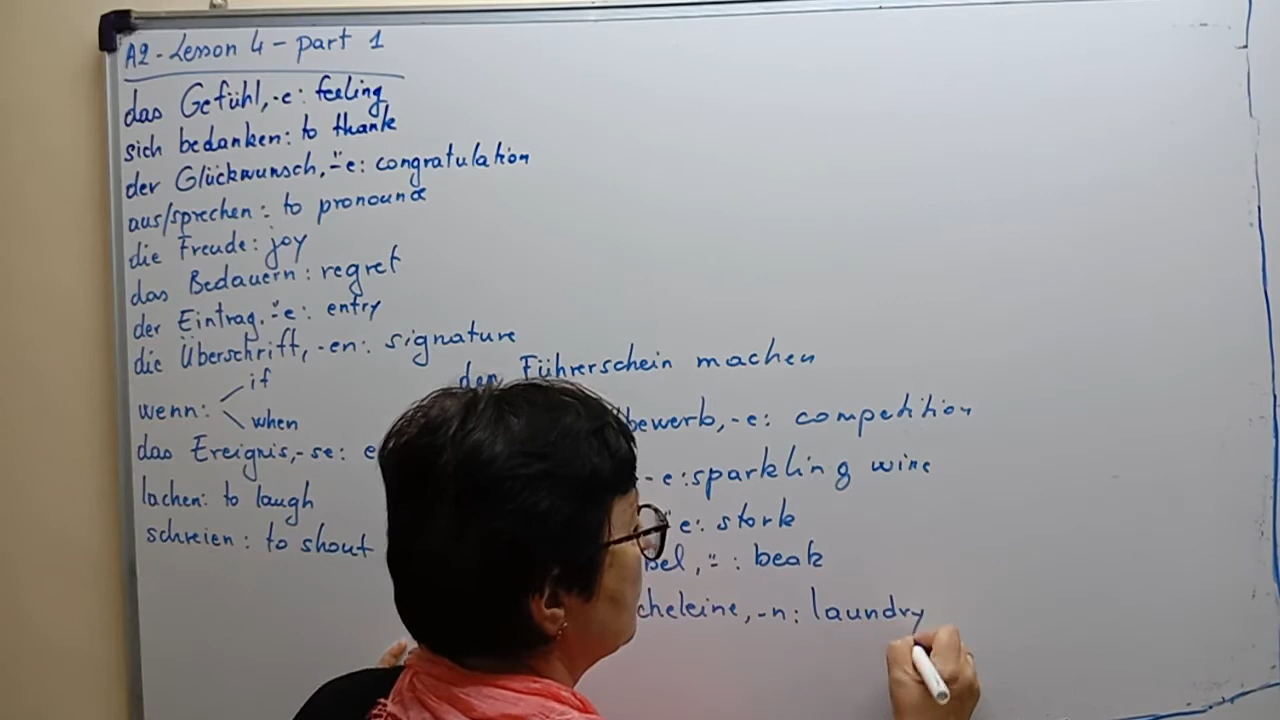 A2 - Lesson 4 - part 1
das Gefühl, -e: feeling
sich bedanken: to thank
der Glückwunsch, -̈e: congratulation
aus/sprechen: to pronounce
die Freude: joy
das Bedauern: regret
der Eintrag, -̈e: entry
die Überschrift, -en: signature
wenn: if
when
das Ereignis, -se: e
lachen: to laugh
schreien: to shout
den Führerschein machen
bewerb, -e: competition
-e: sparkling wine
-̈e: stork
bel, -̈: beak
cheleine, -n: laundry